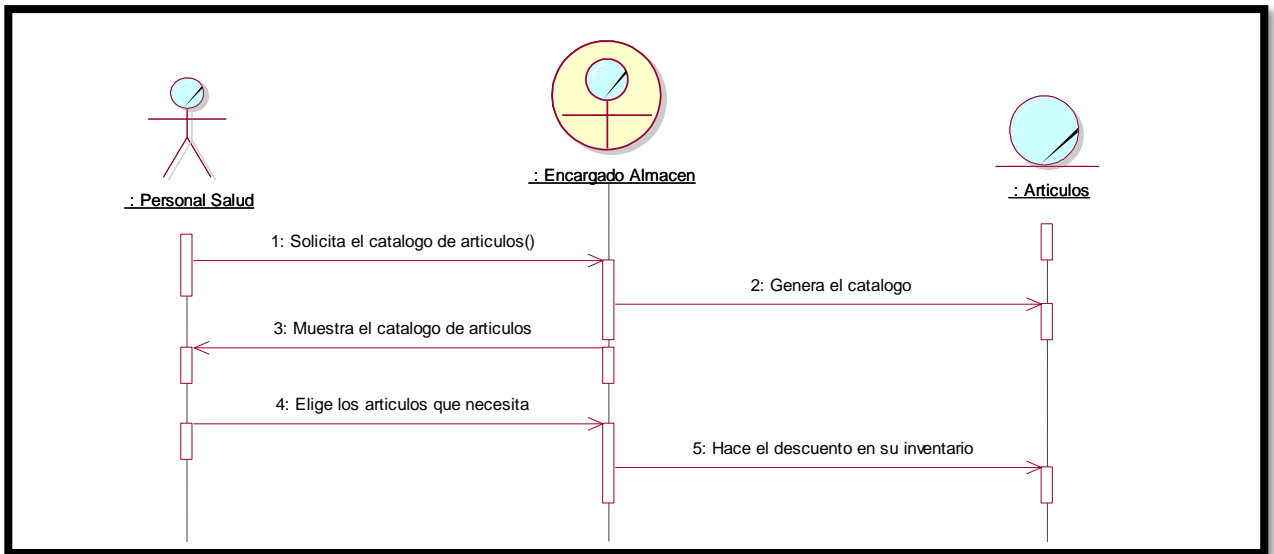 : Personal Salud
: Encargado Almacen
: Articulos
1: Solicita el catalogo de articulos()
2: Genera el catalogo
3: Muestra el catalogo de articulos
4: Elige los articulos que necesita
5: Hace el descuento en su inventario